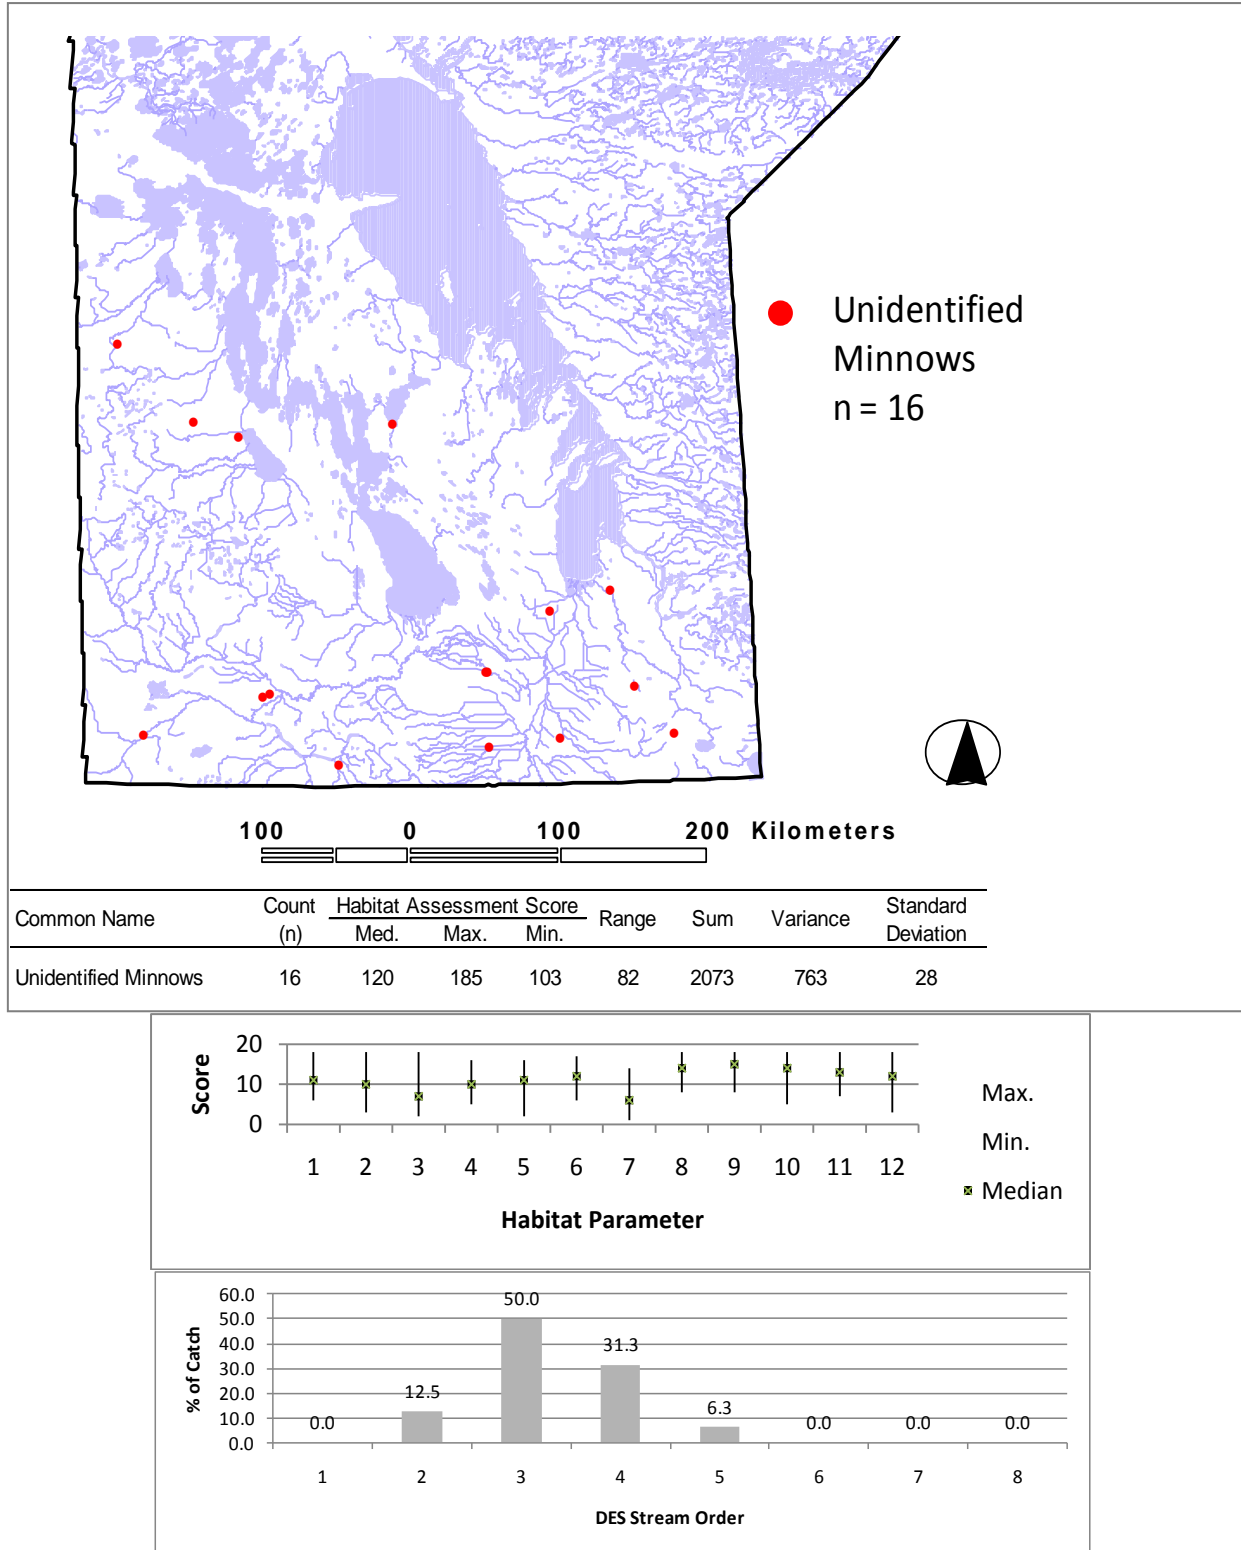 Unidentified
Minnows
n = 16
100 0 100 200 Kilometers
Common Name Count Habitat Assessment Score Range Sum Variance Standard
(n) Med. Max. Min. Deviation
Unidentified Minnows 16 120 185 103 82 2073 763 28
Score
20
10
0
1 2 3 4 5 6 7 8 9 10 11 12
Habitat Parameter
Max.
Min.
Median
% of Catch
60.0
50.0
40.0
30.0
20.0
10.0
0.0
0.0 12.5 50.0 31.3 6.3 0.0 0.0 0.0
1 2 3 4 5 6 7 8
DES Stream Order